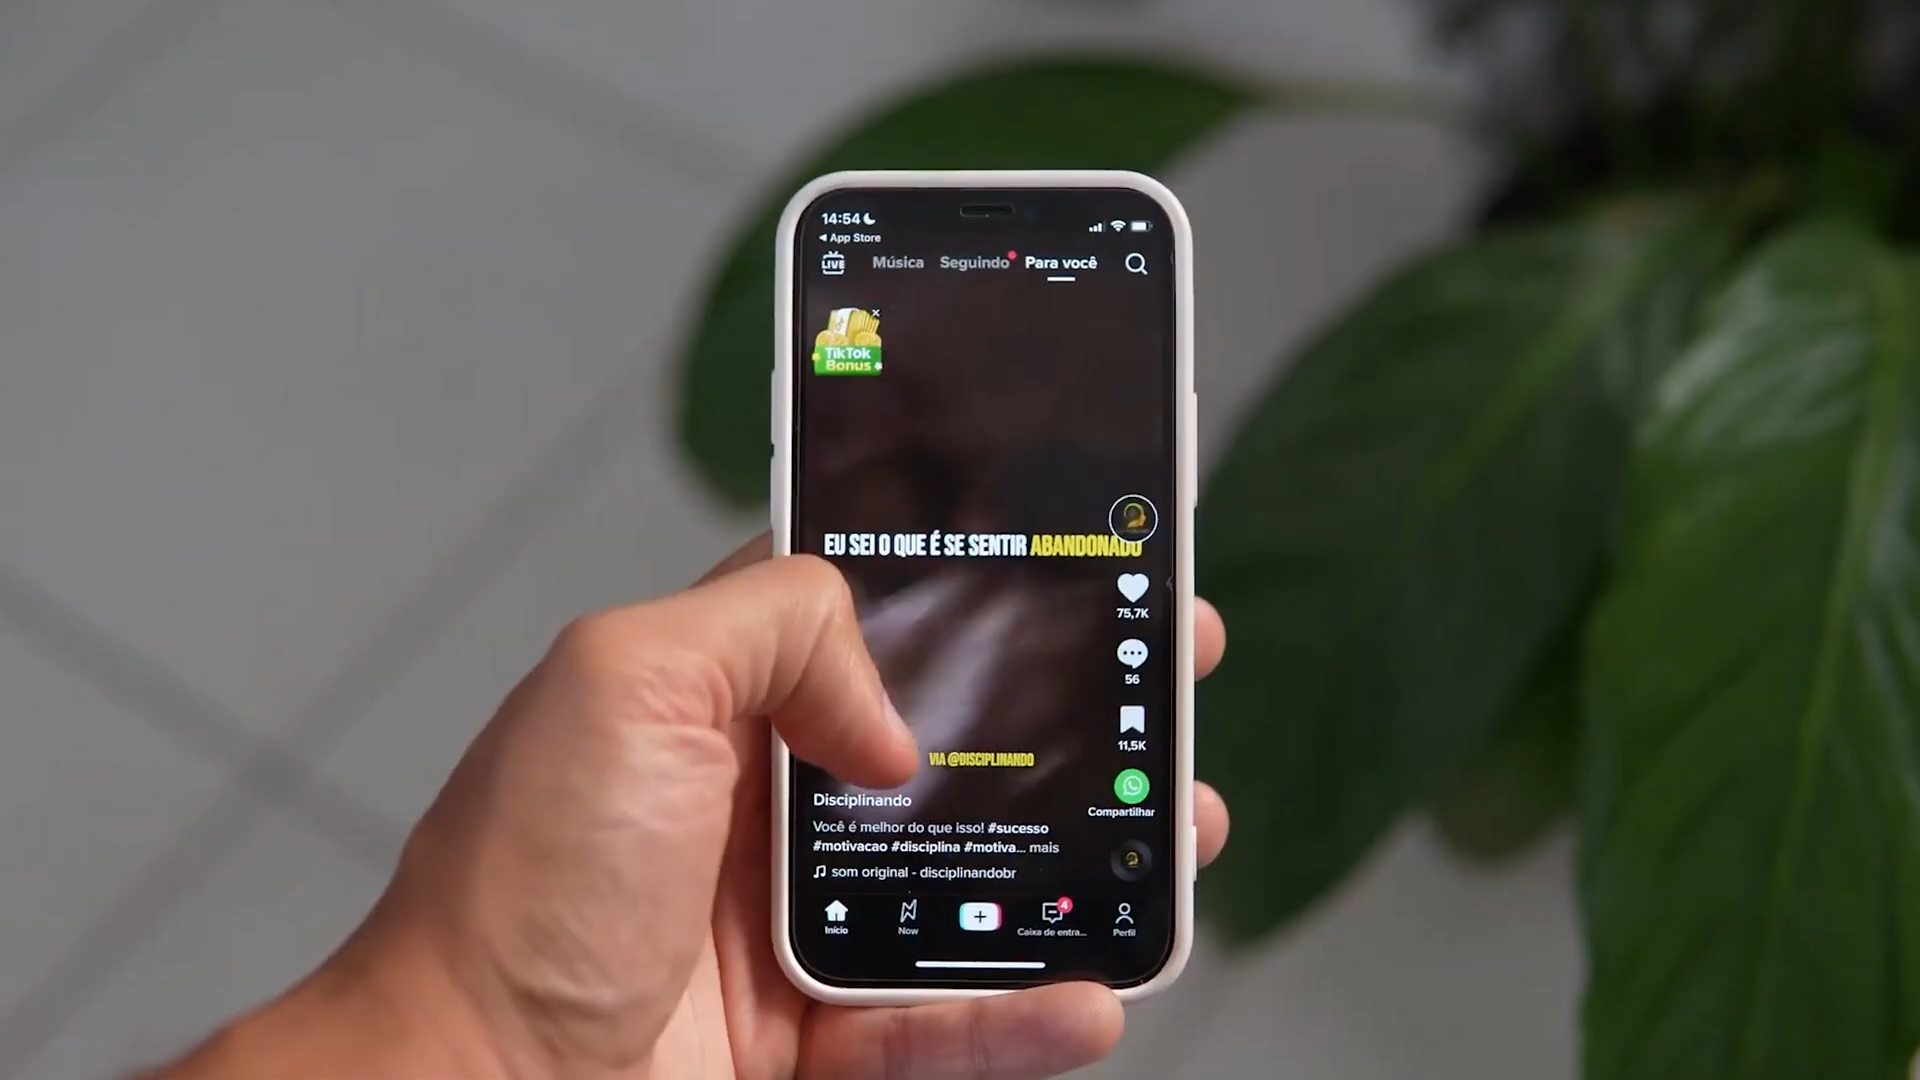 14:54
App Store
LIVE
Música
Seguindo
Para você
TikTok
Bonus
EU SEI O QUE É SE SENTIR ABANDONADO
75,7K
56
11,5K
VIA @DISCIPLINANDO
Compartilhar
Disciplinando
Você é melhor do que isso! #sucesso
#motivacao #disciplina #motiva... mais
som original - disciplinandobr
4
Início
Now
Caixa de entra...
Perfil